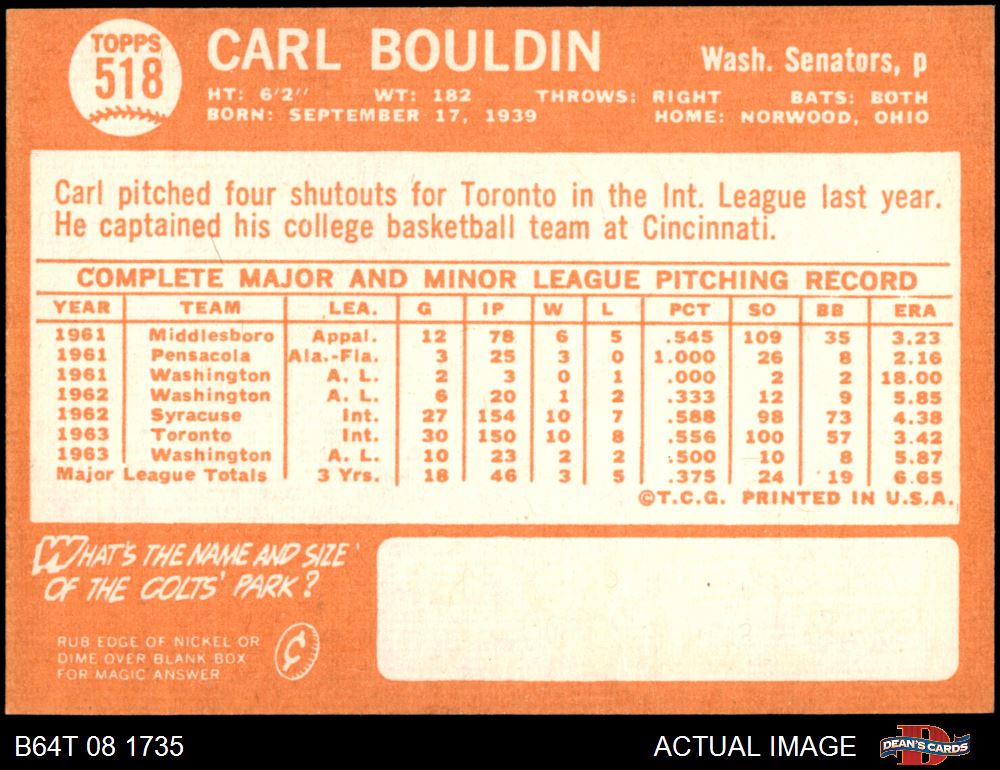 TOPPS
518
CARL BOULDIN
Wash. Senators, p
HT: 6'2" WT: 182 THROWS: RIGHT BATS: BOTH
BORN: SEPTEMBER 17, 1939 HOME: NORWOOD, OHIO
Carl pitched four shutouts for Toronto in the Int. League last year.
He captained his college basketball team at Cincinnati.
COMPLETE MAJOR AND MINOR LEAGUE PITCHING RECORD
YEAR TEAM LEA. G IP W L PCT SO BB ERA
1961 Middlesboro Appal. 12 78 6 5 .545 109 35 3.23
1961 Pensacola Ala.-Fla. 3 25 3 0 1.000 26 8 2.16
1961 Washington A. L. 2 3 0 1 .000 2 2 18.00
1962 Washington A. L. 6 20 1 2 .333 12 9 5.85
1962 Syracuse Int. 27 154 10 7 .588 98 73 4.38
1963 Toronto Int. 30 150 10 8 .556 100 57 3.42
1963 Washington A. L. 10 23 2 2 .500 10 8 5.87
Major League Totals 3 Yrs. 18 46 3 5 .375 24 19 6.65
©T.C.G. PRINTED IN U.S.A.
WHAT'S THE NAME AND SIZE
OF THE COLTS' PARK?
RUB EDGE OF NICKEL OR
DIME OVER BLANK BOX
FOR MAGIC ANSWER
¢
B64T 08 1735
ACTUAL IMAGE
DEAN'S CARDS